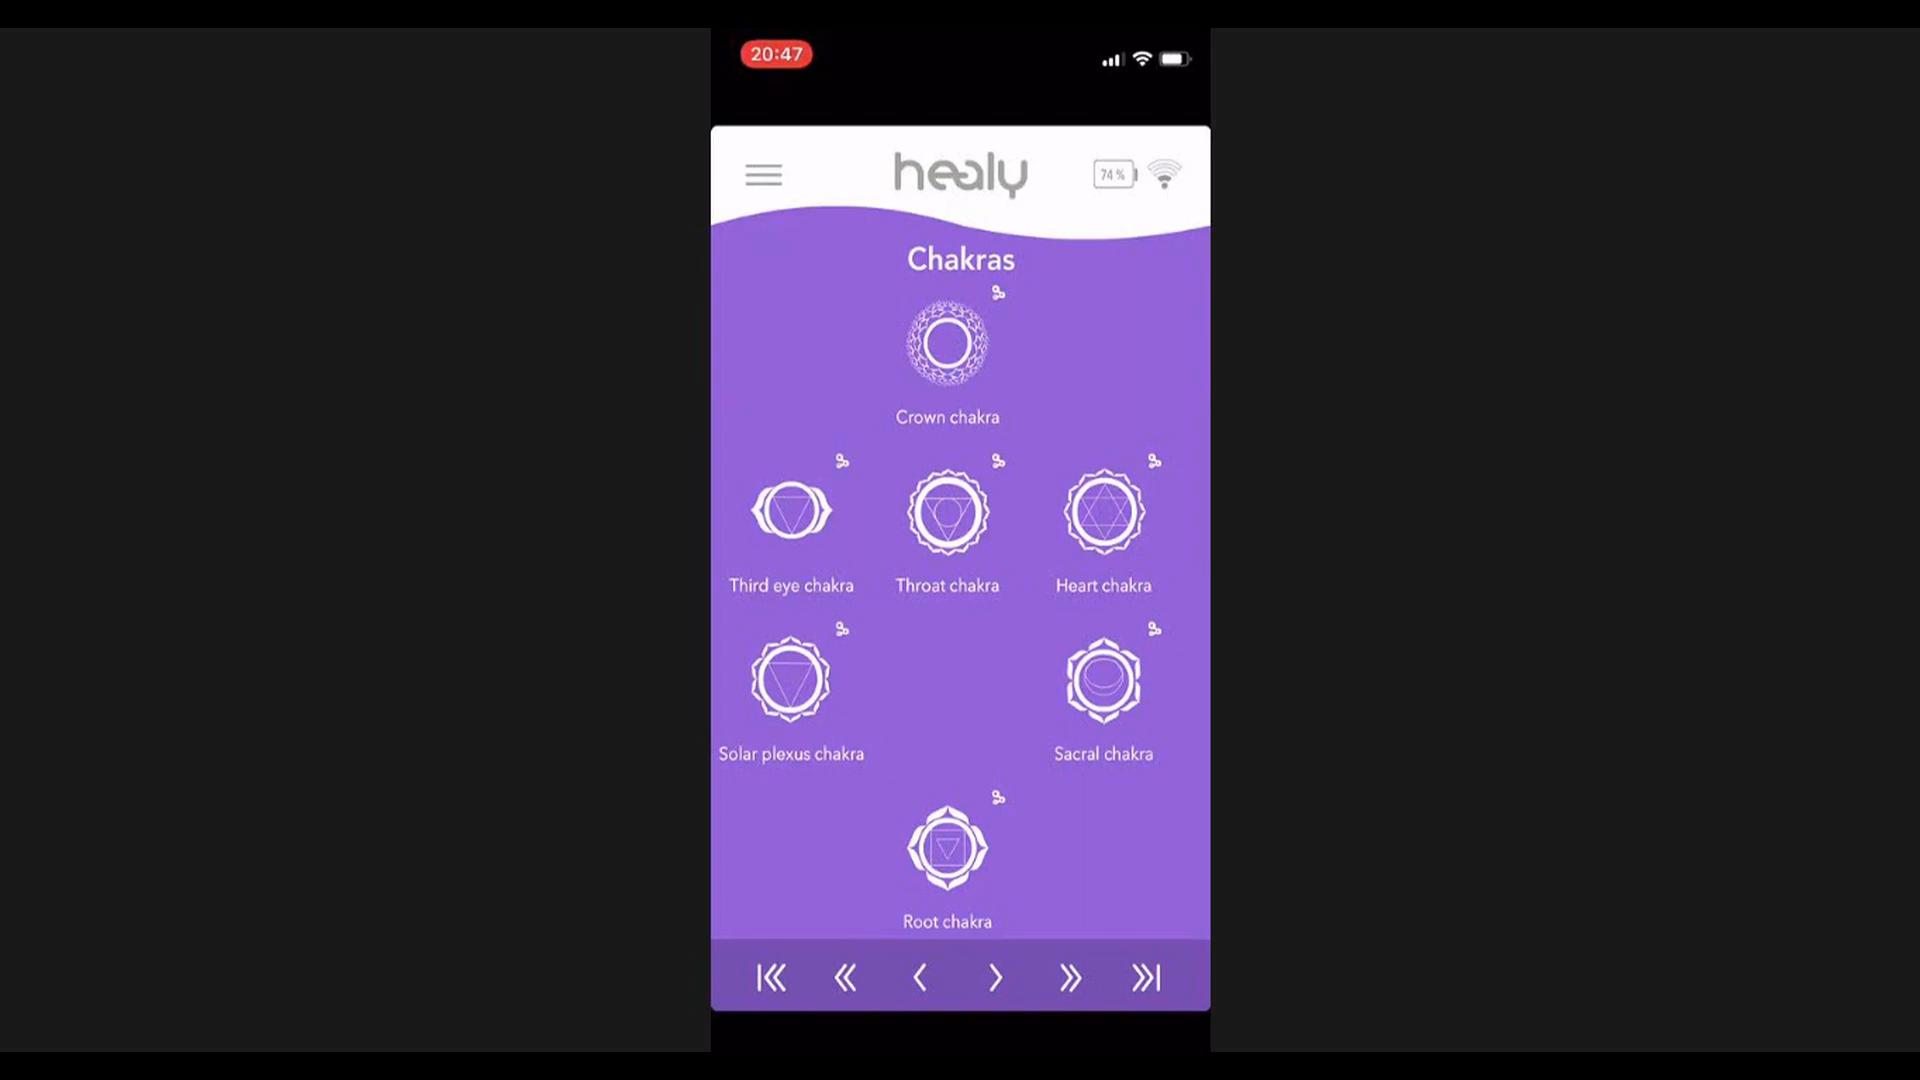 20:47
healy
74 %
Chakras
Crown chakra
Third eye chakra
Throat chakra
Heart chakra
Solar plexus chakra
Sacral chakra
Root chakra